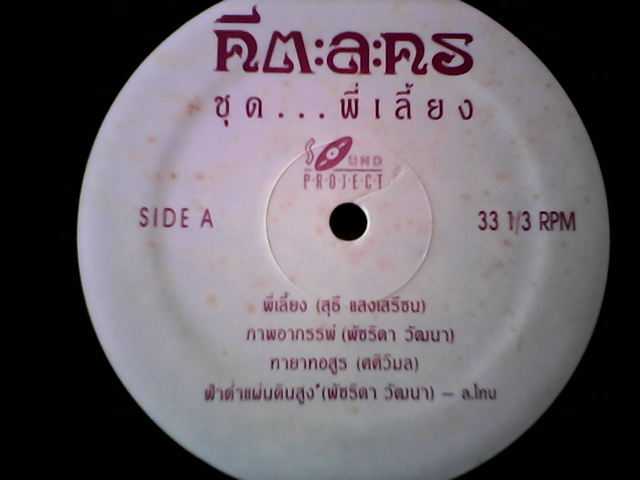 คีตะละคร
ชุด...พี่เลี้ยง
SOUND
PROJECT
SIDE A
33 1/3 RPM
พี่เลี้ยง (สุธี แสงเสรีชน)
ภาพอาถรรพ์ (พัชริดา วัฒนา)
ทายาทอสูร (ศศิวิมล)
ฟ้าต่ำแผ่นดินสูง (พัชริดา วัฒนา) – ล.โทน